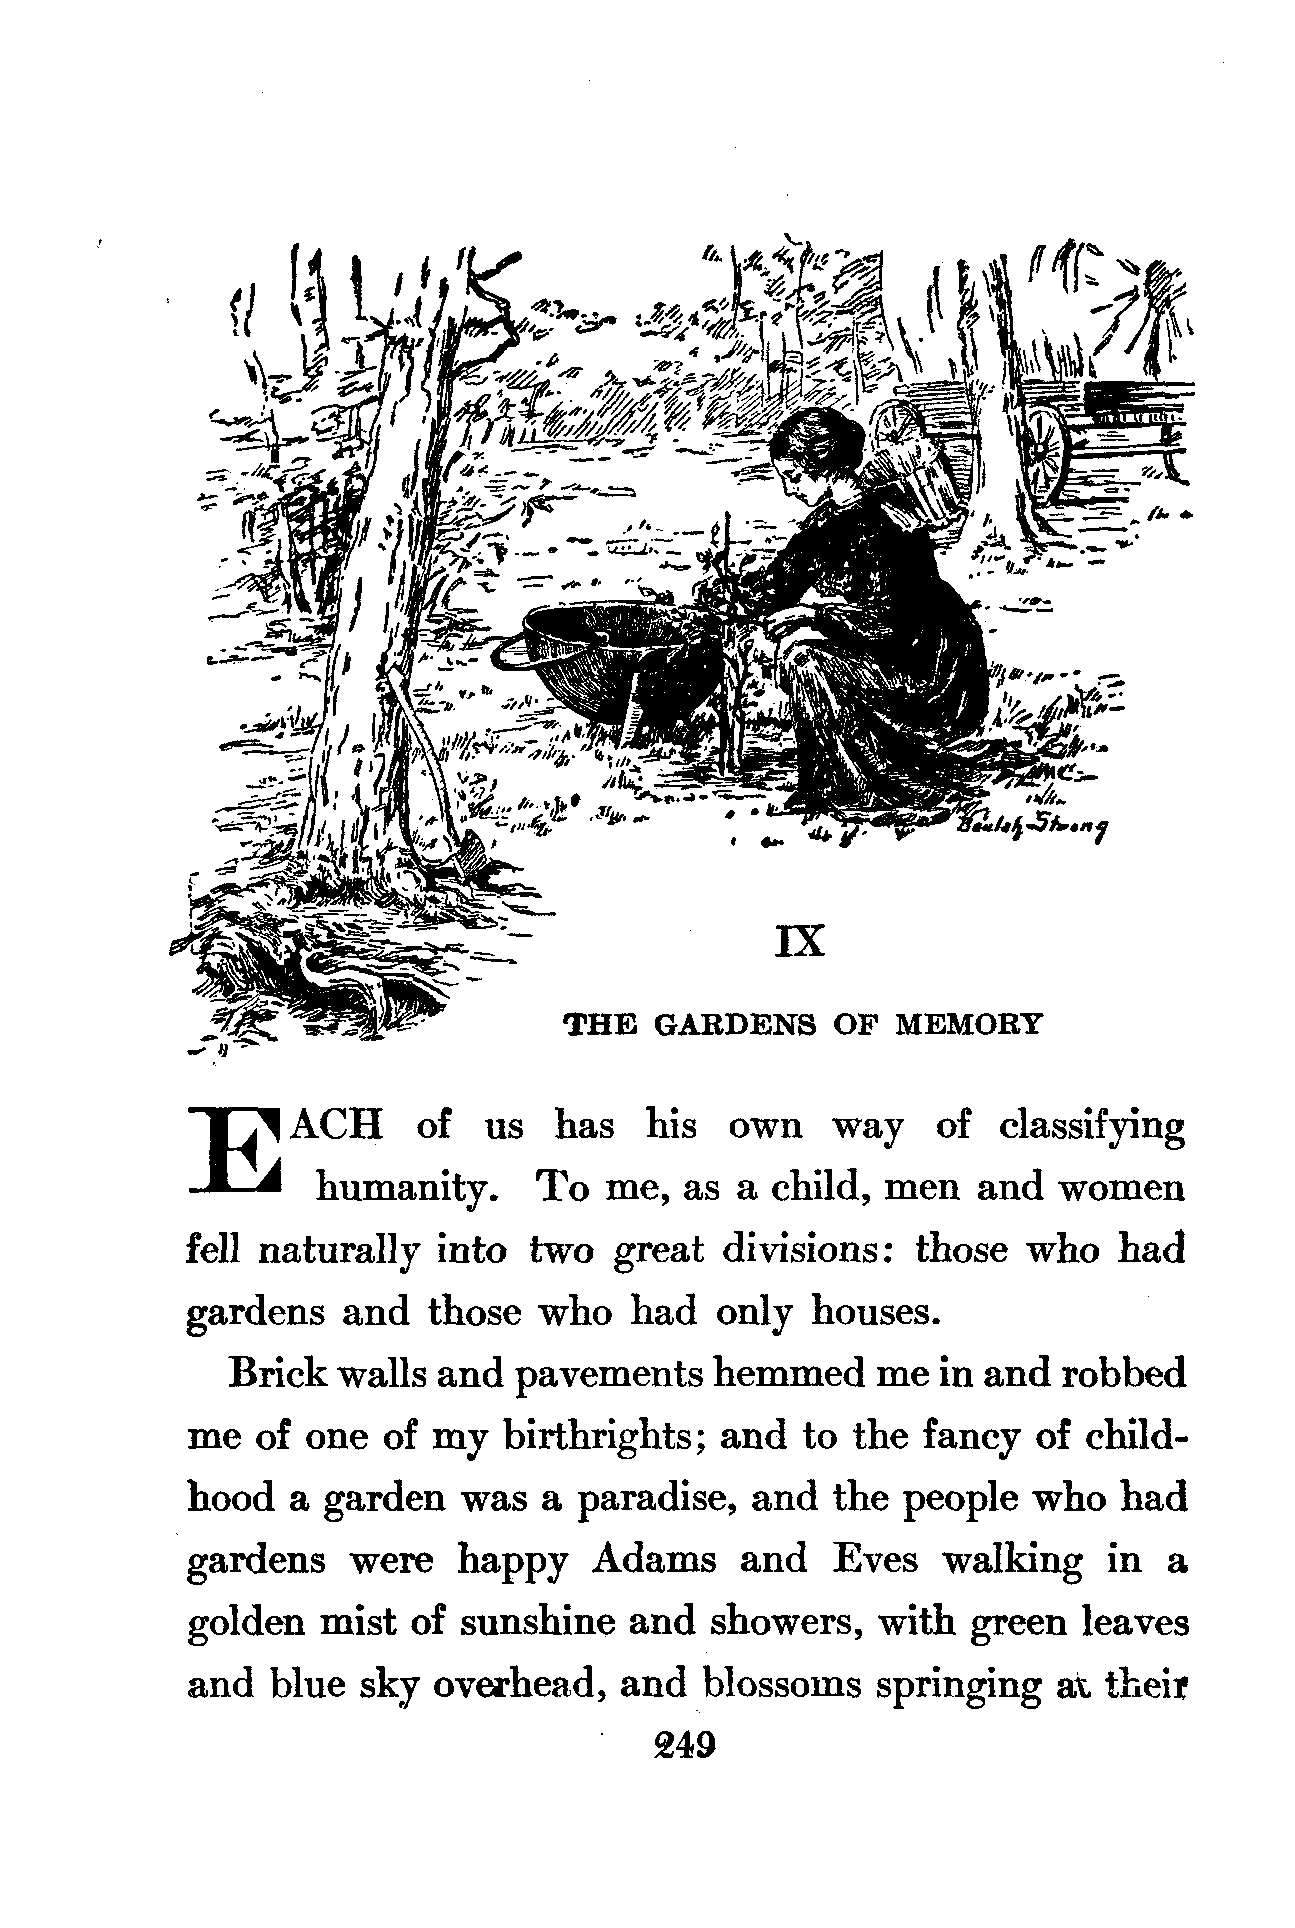 Beulah Strong
IX
THE GARDENS OF MEMORY
EACH of us has his own way of classifying
humanity. To me, as a child, men and women
fell naturally into two great divisions: those who had
gardens and those who had only houses.
Brick walls and pavements hemmed me in and robbed
me of one of my birthrights; and to the fancy of child-
hood a garden was a paradise, and the people who had
gardens were happy Adams and Eves walking in a
golden mist of sunshine and showers, with green leaves
and blue sky overhead, and blossoms springing at their
249